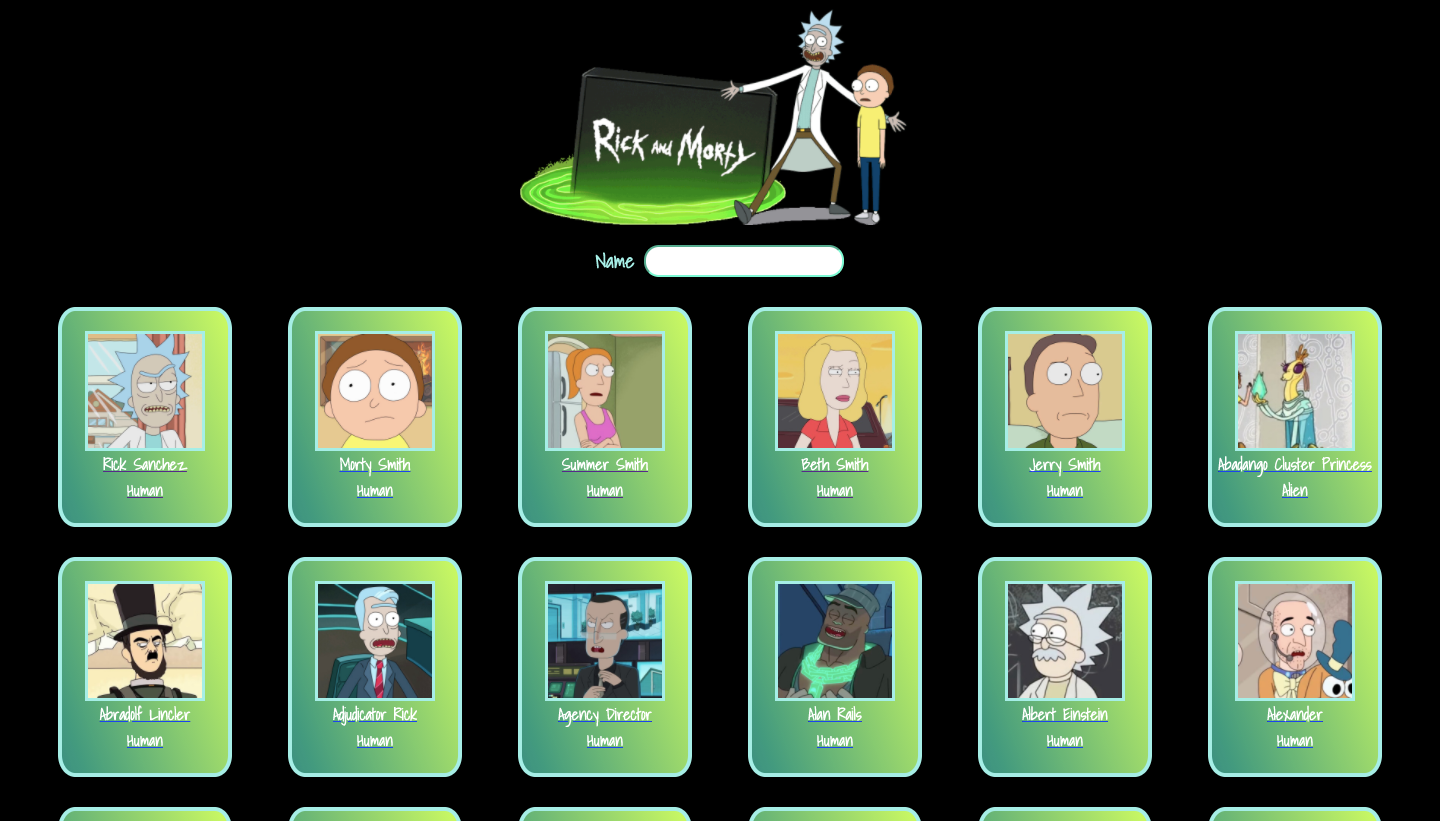 Rick and Morty
Name
Rick Sanchez
Human
Morty Smith
Human
Summer Smith
Human
Beth Smith
Human
Jerry Smith
Human
Abadango Cluster Princess
Alien
Abradolf Lincler
Human
Adjudicator Rick
Human
Agency Director
Human
Alan Rails
Human
Albert Einstein
Human
Alexander
Human